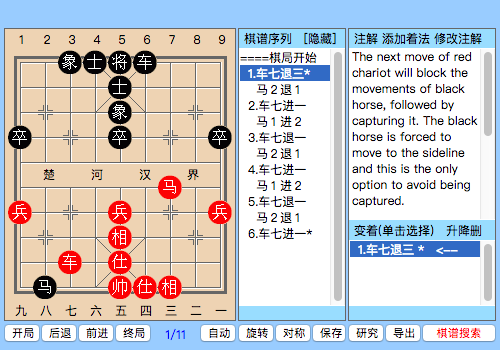 1 2 3 4 5 6 7 8 9
象 士 将 车
士
象
卒 卒 卒
楚 河 汉 界
马
兵 兵 兵
相
车 仕
马 帅 仕 相
九 八 七 六 五 四 三 二 一
棋谱序列 [隐藏]
====棋局开始
1.车七退三*
马2退1
2.车七进一
马1进2
3.车七退一
马2退1
4.车七进一
马1进2
5.车七退一
马2退1
6.车七进一*
注解 添加着法 修改注解
The next move of red
chariot will block the
movements of black
horse, followed by
capturing it. The black
horse is forced to
move to the sideline
and this is the only
option to avoid being
captured.
变着(单击选择) 升降删
1.车七退三 * <--
开局 后退 前进 终局 1/11 自动 旋转 对称 保存 研究 导出 棋谱搜索